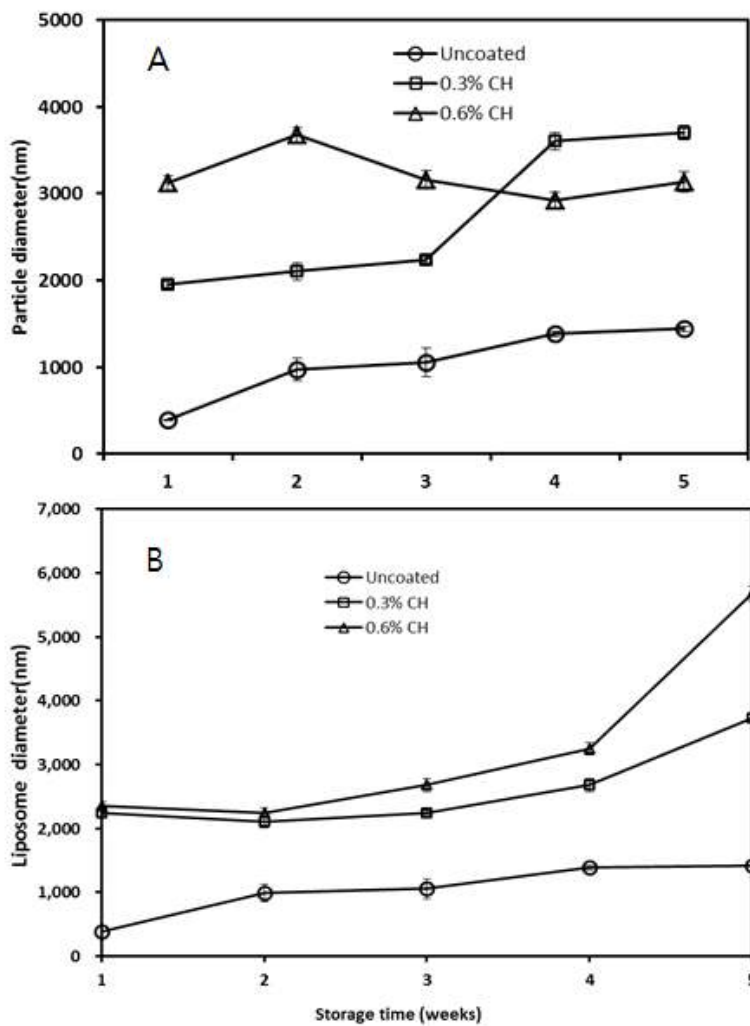 5000
4000
3000
2000
1000
0
Particle diameter(nm)
A
Uncoated
0.3% CH
0.6% CH
1 2 3 4 5
7,000
6,000
5,000
4,000
3,000
2,000
1,000
0
Liposome diameter(nm)
B
Uncoated
0.3% CH
0.6% CH
1 2 3 4 5
Storage time (weeks)